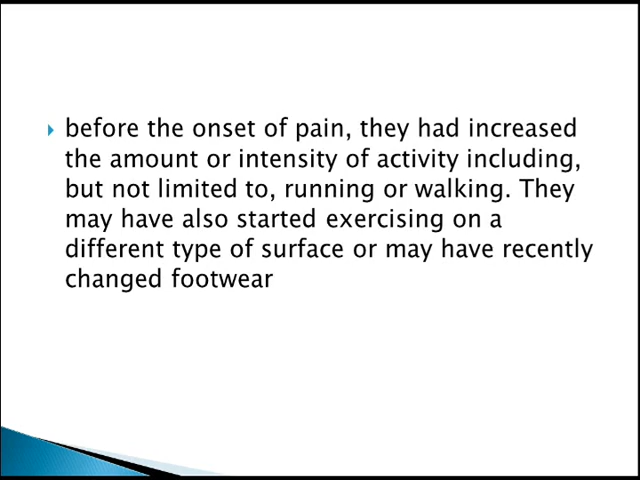 before the onset of pain, they had increased
the amount or intensity of activity including,
but not limited to, running or walking. They
may have also started exercising on a
different type of surface or may have recently
changed footwear